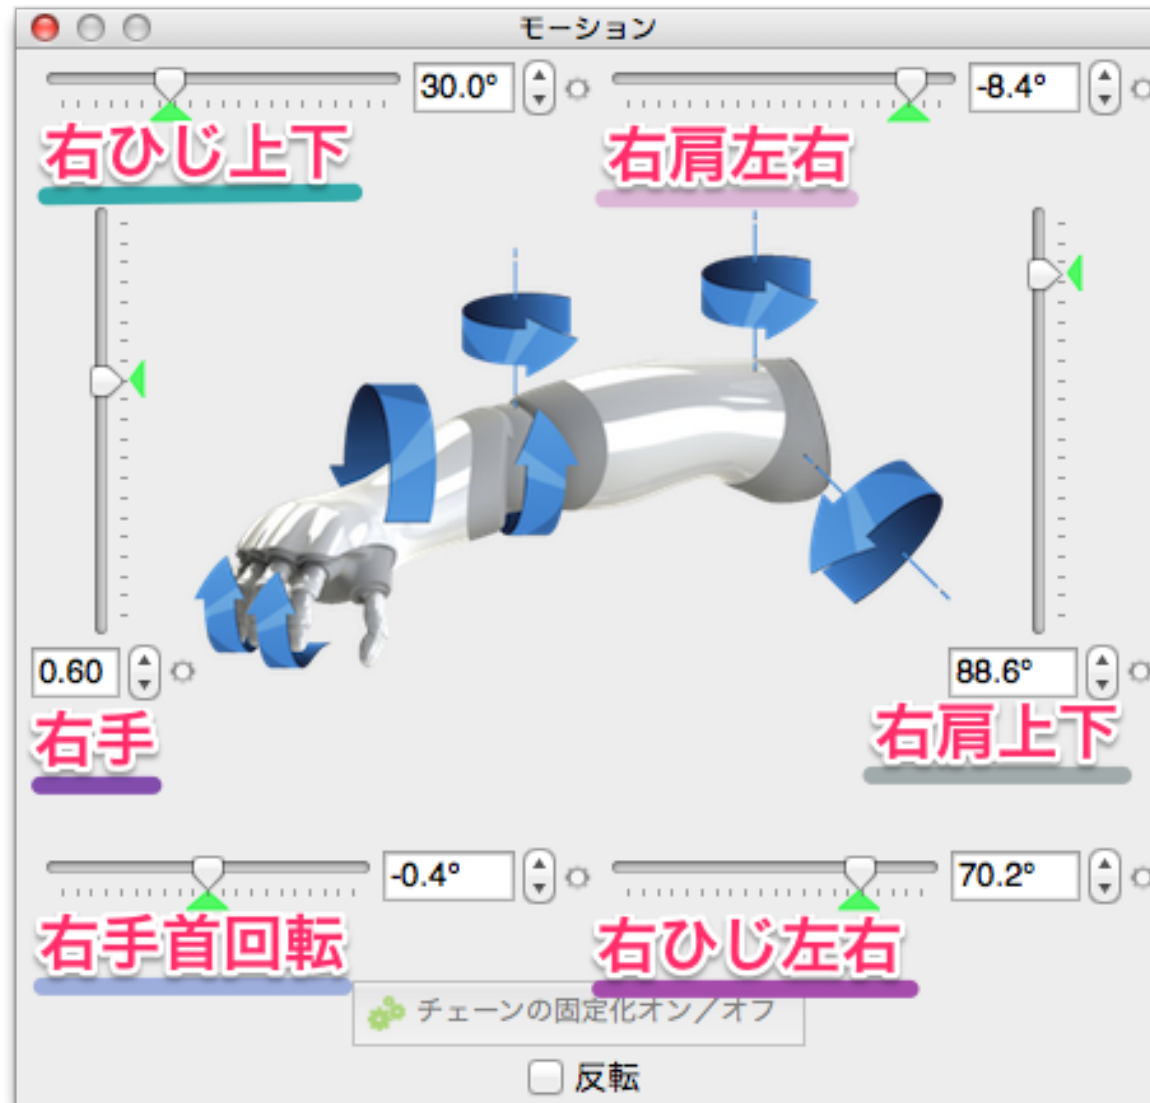 モーション
30.0°
-8.4°
右ひじ上下
右肩左右
0.60
88.6°
右手
右肩上下
-0.4°
70.2°
右手首回転
右ひじ左右
チェーンの固定化オン／オフ
反転